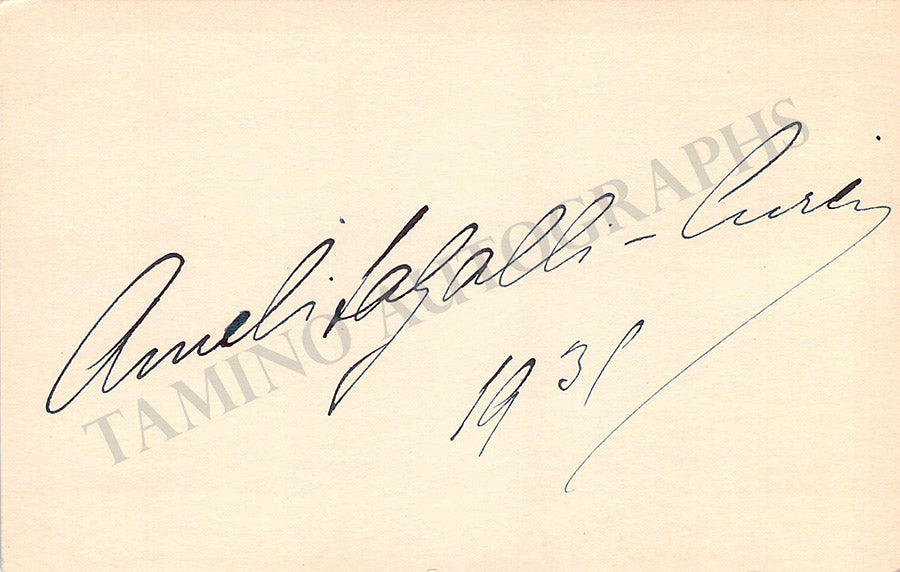 Amelita Galli-Curci
1931
TAMINO AUTOGRAPHS